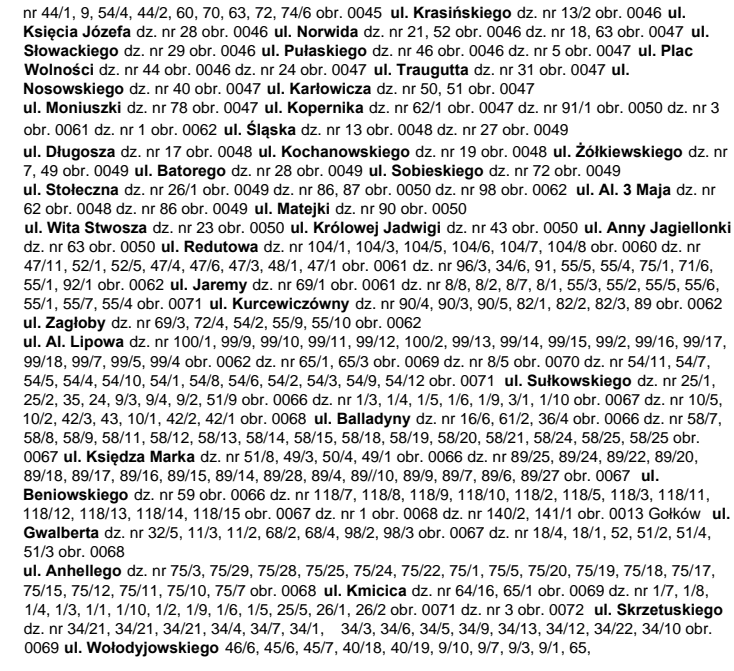 nr 44/1, 9, 54/4, 44/2, 60, 70, 63, 72, 74/6 obr. 0045 ul. Krasińskiego dz. nr 13/2 obr. 0046 ul.
Księcia Józefa dz. nr 28 obr. 0046 ul. Norwida dz. nr 21, 52 obr. 0046 dz. nr 18, 63 obr. 0047 ul.
Słowackiego dz. nr 29 obr. 0046 ul. Pułaskiego dz. nr 46 obr. 0046 dz. nr 5 obr. 0047 ul. Plac
Wolności dz. nr 44 obr. 0046 dz. nr 24 obr. 0047 ul. Traugutta dz. nr 31 obr. 0047 ul.
Nosowskiego dz. nr 40 obr. 0047 ul. Karłowicza dz. nr 50, 51 obr. 0047
ul. Moniuszki dz. nr 78 obr. 0047 ul. Kopernika dz. nr 62/1 obr. 0047 dz. nr 91/1 obr. 0050 dz. nr 3
obr. 0061 dz. nr 1 obr. 0062 ul. Śląska dz. nr 13 obr. 0048 dz. nr 27 obr. 0049
ul. Długosza dz. nr 17 obr. 0048 ul. Kochanowskiego dz. nr 19 obr. 0048 ul. Żółkiewskiego dz. nr
7, 49 obr. 0049 ul. Batorego dz. nr 28 obr. 0049 ul. Sobieskiego dz. nr 72 obr. 0049
ul. Stołeczna dz. nr 26/1 obr. 0049 dz. nr 86, 87 obr. 0050 dz. nr 98 obr. 0062 ul. Al. 3 Maja dz. nr
62 obr. 0048 dz. nr 86 obr. 0049 ul. Matejki dz. nr 90 obr. 0050
ul. Wita Stwosza dz. nr 23 obr. 0050 ul. Królowej Jadwigi dz. nr 43 obr. 0050 ul. Anny Jagiellonki
dz. nr 63 obr. 0050 ul. Redutowa dz. nr 104/1, 104/3, 104/5, 104/6, 104/7, 104/8 obr. 0060 dz. nr
47/11, 52/1, 52/5, 47/4, 47/6, 47/3, 48/1, 47/1 obr. 0061 dz. nr 96/3, 34/6, 91, 55/5, 55/4, 75/1, 71/6,
55/1, 92/1 obr. 0062 ul. Jaremy dz. nr 69/1 obr. 0061 dz. nr 8/8, 8/2, 8/7, 8/1, 55/3, 55/2, 55/5, 55/6,
55/1, 55/7, 55/4 obr. 0071 ul. Kurcewiczówny dz. nr 90/4, 90/3, 90/5, 82/1, 82/2, 82/3, 89 obr. 0062
ul. Zagłoby dz. nr 69/3, 72/4, 54/2, 55/9, 55/10 obr. 0062
ul. Al. Lipowa dz. nr 100/1, 99/9, 99/10, 99/11, 99/12, 100/2, 99/13, 99/14, 99/15, 99/2, 99/16, 99/17,
99/18, 99/7, 99/5, 99/4 obr. 0062 dz. nr 65/1, 65/3 obr. 0069 dz. nr 8/5 obr. 0070 dz. nr 54/11, 54/7,
54/5, 54/4, 54/10, 54/1, 54/8, 54/6, 54/2, 54/3, 54/9, 54/12 obr. 0071 ul. Sułkowskiego dz. nr 25/1,
25/2, 35, 24, 9/3, 9/4, 9/2, 51/9 obr. 0066 dz. nr 1/3, 1/4, 1/5, 1/6, 1/9, 3/1, 1/10 obr. 0067 dz. nr 10/5,
10/2, 42/3, 43, 10/1, 42/2, 42/1 obr. 0068 ul. Balladyny dz. nr 16/6, 61/2, 36/4 obr. 0066 dz. nr 58/7,
58/8, 58/9, 58/11, 58/12, 58/13, 58/14, 58/15, 58/18, 58/19, 58/20, 58/21, 58/24, 58/25, 58/25 obr.
0067 ul. Księdza Marka dz. nr 51/8, 49/3, 50/4, 49/1 obr. 0066 dz. nr 89/25, 89/24, 89/22, 89/20,
89/18, 89/17, 89/16, 89/15, 89/14, 89/28, 89/4, 89//10, 89/9, 89/7, 89/6, 89/27 obr. 0067 ul.
Beniowskiego dz. nr 59 obr. 0066 dz. nr 118/7, 118/8, 118/9, 118/10, 118/2, 118/5, 118/3, 118/11,
118/12, 118/13, 118/14, 118/15 obr. 0067 dz. nr 1 obr. 0068 dz. nr 140/2, 141/1 obr. 0013 Gołków ul.
Gwalberta dz. nr 32/5, 11/3, 11/2, 68/2, 68/4, 98/2, 98/3 obr. 0067 dz. nr 18/4, 18/1, 52, 51/2, 51/4,
51/3 obr. 0068
ul. Anhellego dz. nr 75/3, 75/29, 75/28, 75/25, 75/24, 75/22, 75/1, 75/5, 75/20, 75/19, 75/18, 75/17,
75/15, 75/12, 75/11, 75/10, 75/7 obr. 0068 ul. Kmicica dz. nr 64/16, 65/1 obr. 0069 dz. nr 1/7, 1/8,
1/4, 1/3, 1/1, 1/10, 1/2, 1/9, 1/6, 1/5, 25/5, 26/1, 26/2 obr. 0071 dz. nr 3 obr. 0072 ul. Skrzetuskiego
dz. nr 34/21, 34/21, 34/21, 34/4, 34/7, 34/1, 34/3, 34/6, 34/5, 34/9, 34/13, 34/12, 34/22, 34/10 obr.
0069 ul. Wołodyjowskiego 46/6, 45/6, 45/7, 40/18, 40/19, 9/10, 9/7, 9/3, 9/1, 65,